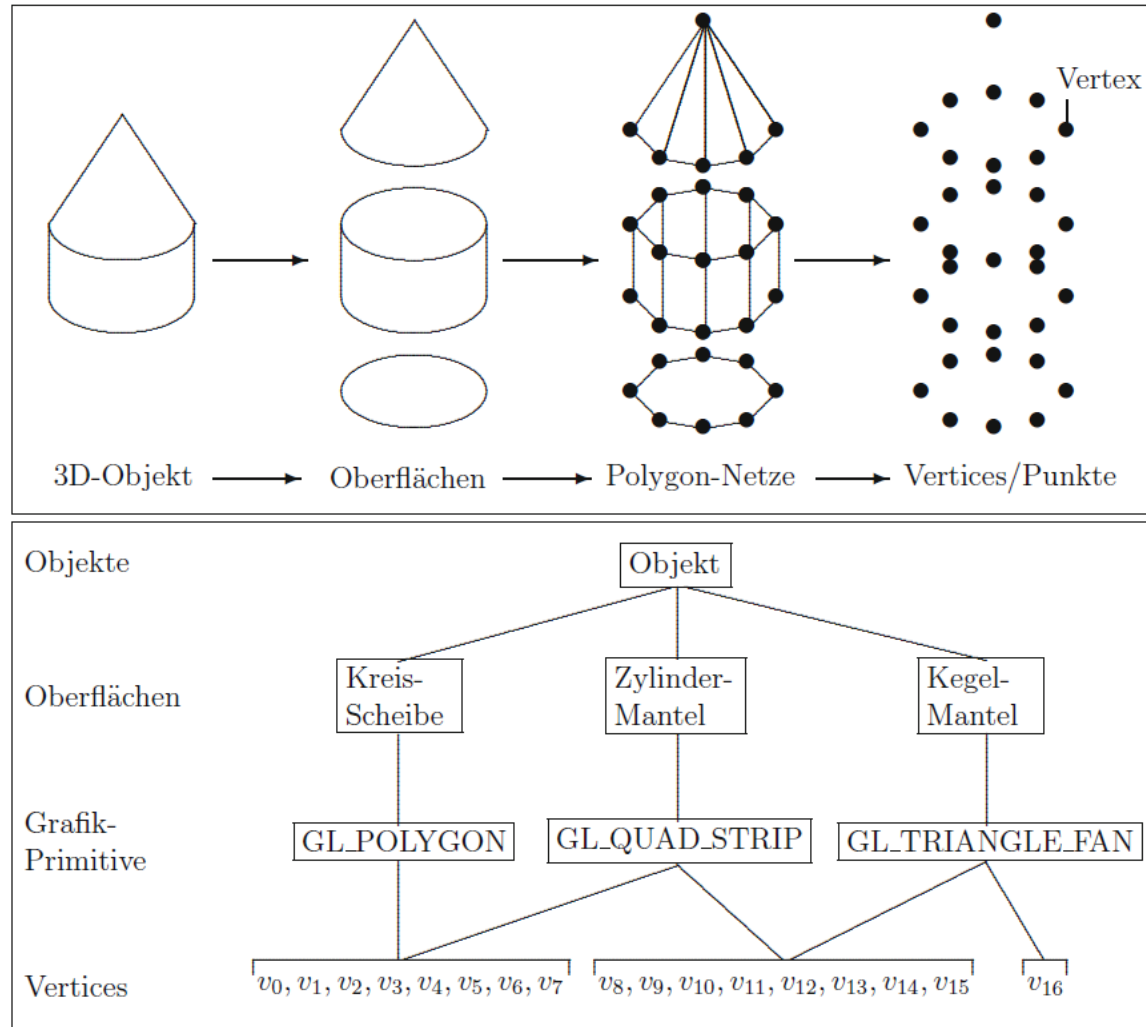 Vertex
3D-Objekt
Oberflächen
Polygon-Netze
Vertices/Punkte
Objekte
Objekt
Oberflächen
Kreis-
Scheibe
Zylinder-
Mantel
Kegel-
Mantel
Grafik-
Primitive
GL_POLYGON
GL_QUAD_STRIP
GL_TRIANGLE_FAN
Vertices
v₀, v₁, v₂, v₃, v₄, v₅, v₆, v₇
v₈, v₉, v₁₀, v₁₁, v₁₂, v₁₃, v₁₄, v₁₅
v₁₆